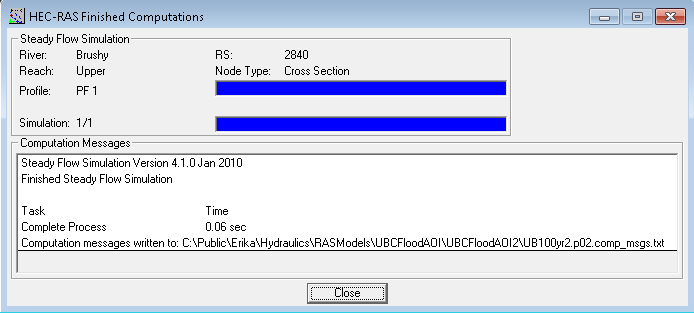 HEC-RAS Finished Computations
Steady Flow Simulation
River: Brushy RS: 2840
Reach: Upper Node Type: Cross Section
Profile: PF 1
Simulation: 1/1
Computation Messages
Steady Flow Simulation Version 4.1.0 Jan 2010
Finished Steady Flow Simulation
Task Time
Complete Process 0.06 sec
Computation messages written to: C:\Public\Erika\Hydraulics\RASModels\UBCFloodAOI\UBCFloodAOI2\UB100yr2.p02.comp_msgs.txt
Close